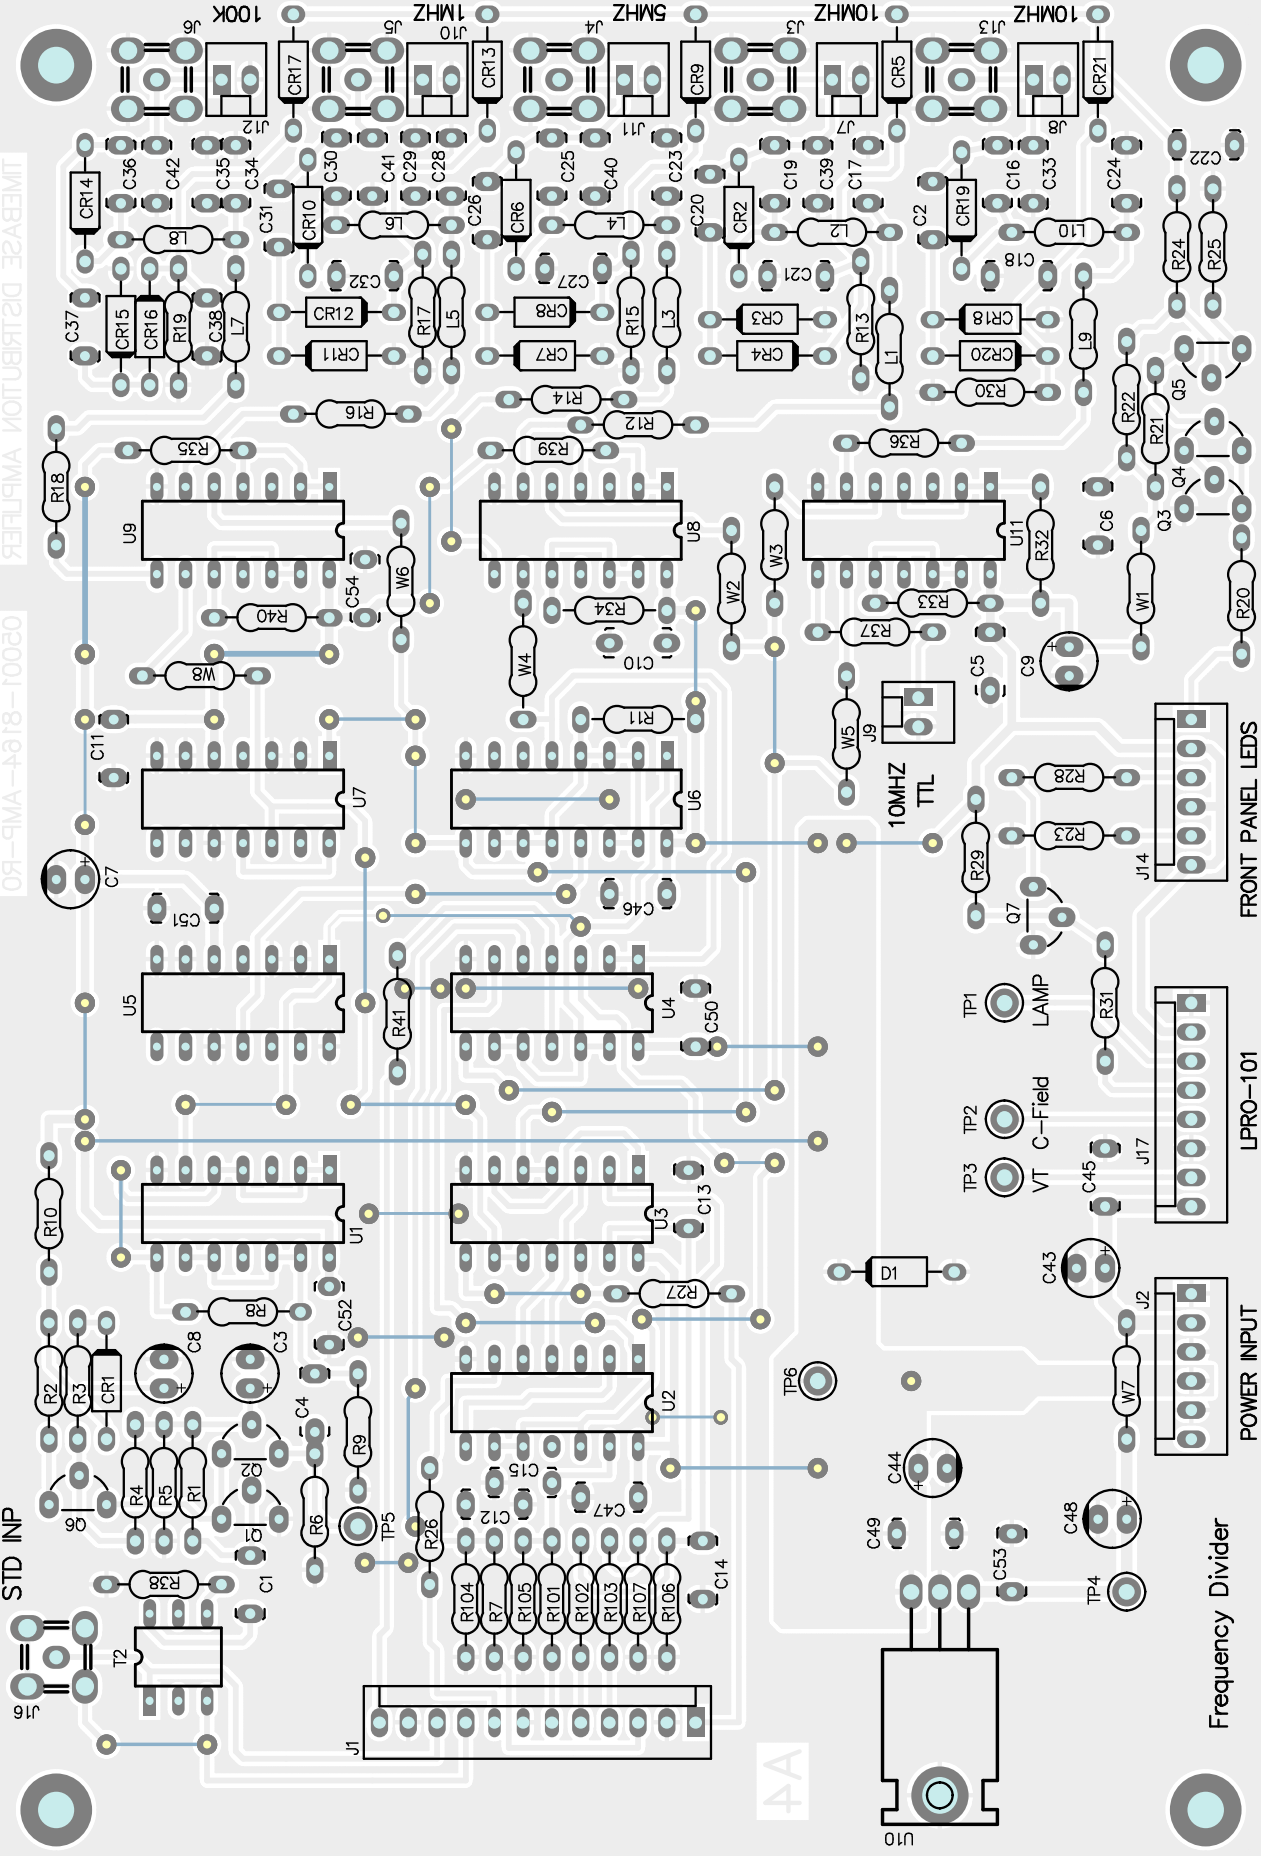 100K
1MHZ
5MHZ
10MHZ
10MHZ
J6
J5
J10
J4
J3
J13
CR17
CR13
CR9
CR5
CR21
J12
J11
J7
J8
CR14
C36
C42
C35
C34
C31
CR10
C30
C41
C29
C28
C26
CR6
C25
C40
C23
C20
CR2
C19
C39
C17
C2
CR19
C16
C33
C24
C22
L8
L6
L4
L2
L10
R24
R25
C32
C27
C21
C18
C37
CR15
CR16
R19
C38
L7
CR12
CR11
R17
L5
CR8
CR7
R15
L3
CR3
CR4
R13
L1
CR18
CR20
L9
R30
R22
R21
Q5
Q4
Q3
R16
R14
R12
R35
R39
R36
R18
U9
U8
U11
C6
W6
C54
W2
W3
R32
W1
R20
R40
R34
R33
R37
W8
W4
C10
C5
C9
C11
R11
W5
J9
10MHZ
TTL
U7
U6
R28
R23
R29
J14
FRONT PANEL LEDS
C7
C51
C46
Q7
U5
R41
U4
C50
TP1
LAMP
R31
TP2
C-Field
TP3
VT
C45
J17
LPRO-101
R10
U1
U3
C13
R8
C52
R27
D1
C43
J2
POWER INPUT
R2
R3
CR1
C8
C3
C4
R9
U2
TP6
W7
R4
R5
R1
Q2
Q1
Q6
R6
TP5
R26
C15
C12
C47
C44
C49
C48
C53
TP4
STD INP
R38
C1
R104
R7
R105
R101
R102
R103
R107
R106
C14
T2
J16
J1
U10
4A
Frequency Divider
TIMEBASE DSTRIBUTION AMPLIFIER
05001-8164-AMP-R0